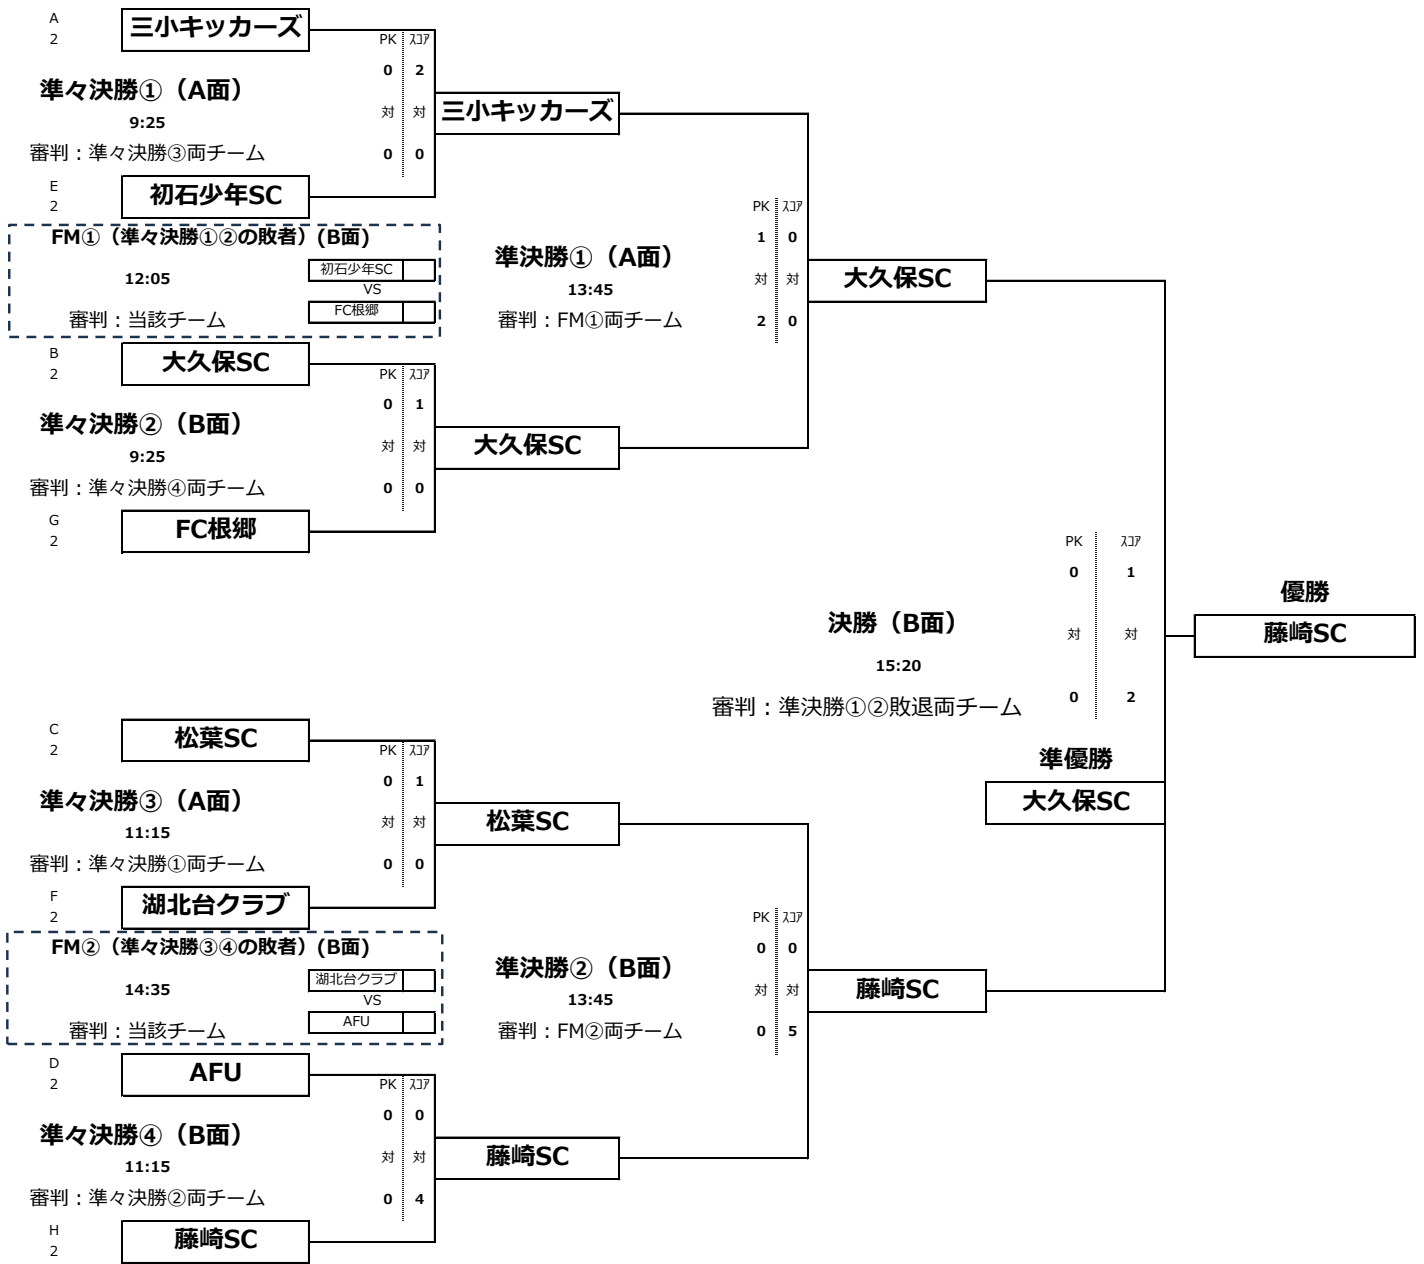 A
2
三小キッカーズ
PK ｽｺｱ
0 2
準々決勝①（A面）
9:25
対 対
三小キッカーズ
審判：準々決勝③両チーム
0 0
E
2
初石少年SC
FM①（準々決勝①②の敗者）(B面)
12:05
初石少年SC
VS
FC根郷
審判：当該チーム
PK ｽｺｱ
1 0
準決勝①（A面）
13:45
対 対
大久保SC
審判：FM①両チーム
2 0
B
2
大久保SC
PK ｽｺｱ
0 1
準々決勝②（B面）
9:25
対 対
大久保SC
審判：準々決勝④両チーム
0 0
G
2
FC根郷
PK ｽｺｱ
0 1
決勝（B面）
15:20
対 対
優勝
藤崎SC
審判：準決勝①②敗退両チーム
0 2
準優勝
大久保SC
C
2
松葉SC
PK ｽｺｱ
0 1
準々決勝③（A面）
11:15
対 対
松葉SC
審判：準々決勝①両チーム
0 0
F
2
湖北台クラブ
FM②（準々決勝③④の敗者）(B面)
14:35
湖北台クラブ
VS
AFU
審判：当該チーム
PK ｽｺｱ
0 0
準決勝②（B面）
13:45
対 対
藤崎SC
審判：FM②両チーム
0 5
D
2
AFU
PK ｽｺｱ
0 0
準々決勝④（B面）
11:15
対 対
藤崎SC
審判：準々決勝②両チーム
0 4
H
2
藤崎SC